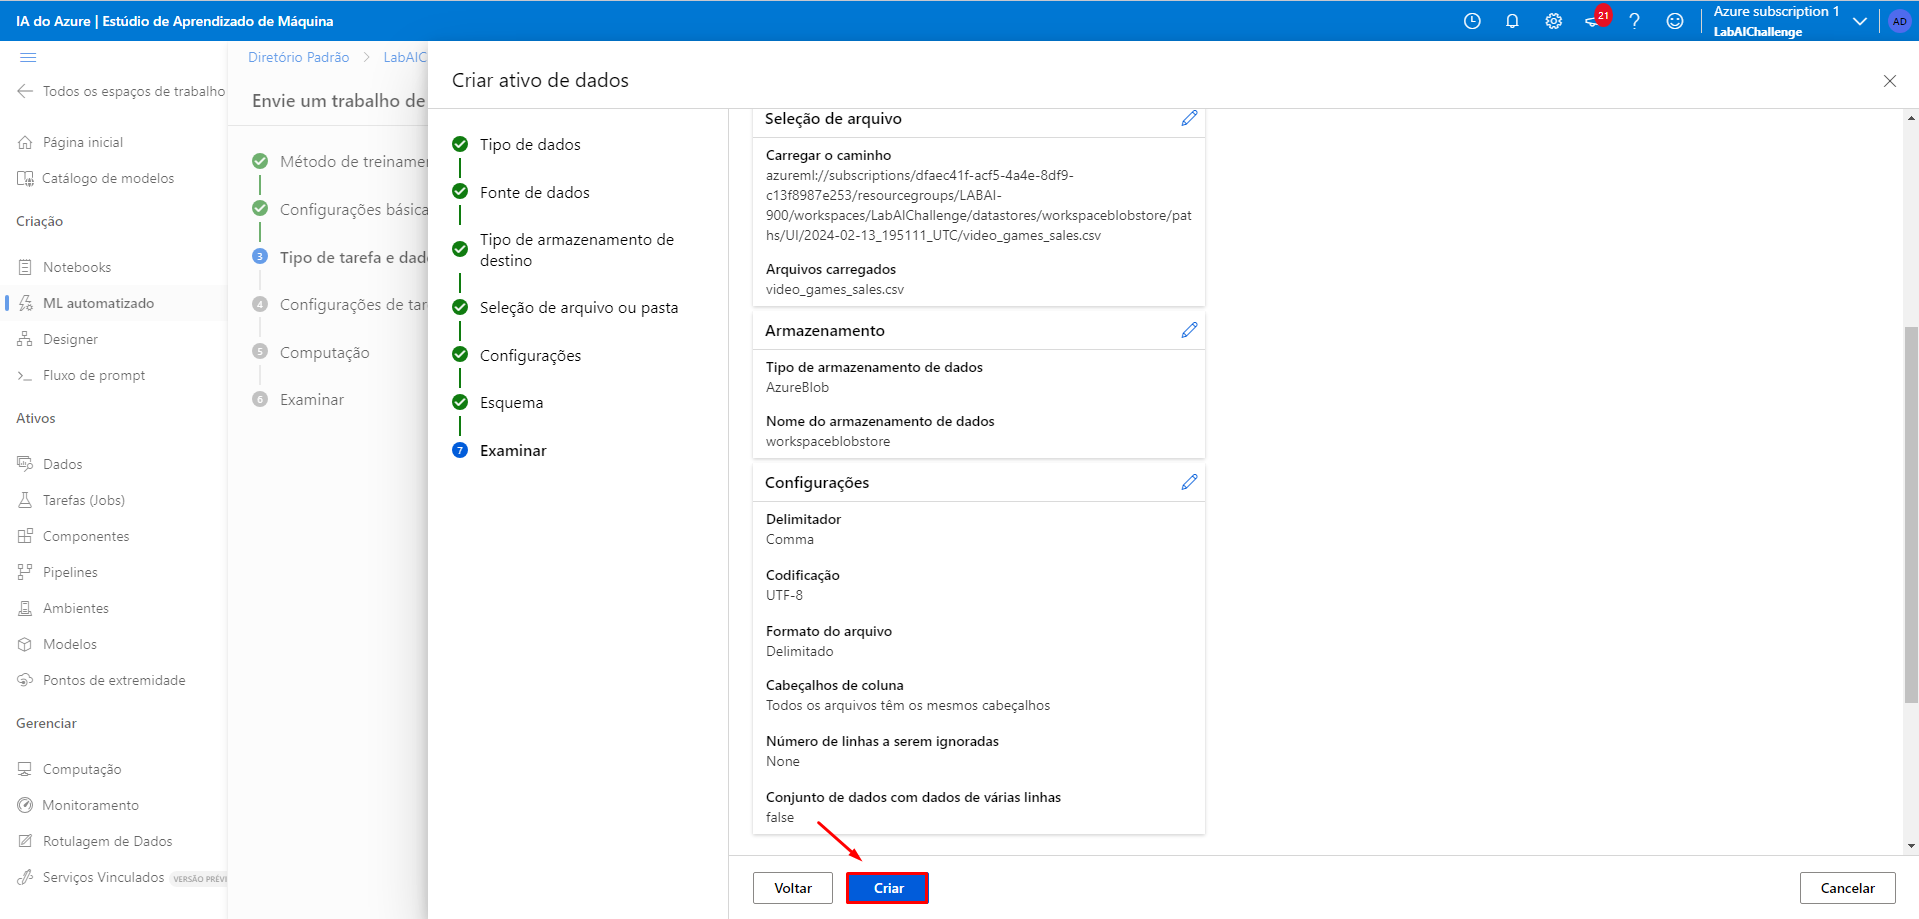 IA do Azure | Estúdio de Aprendizado de Máquina
21
Azure subscription 1
LabAIChallenge
AD
Todos os espaços de trabalho
Página inicial
Catálogo de modelos
Criação
Notebooks
ML automatizado
Designer
Fluxo de prompt
Ativos
Dados
Tarefas (Jobs)
Componentes
Pipelines
Ambientes
Modelos
Pontos de extremidade
Gerenciar
Computação
Monitoramento
Rotulagem de Dados
Serviços Vinculados VERSÃO PRÉVI
Diretório Padrão > LabAIC
Envie um trabalho de
Método de treiname
Configurações básica
3 Tipo de tarefa e dad
4 Configurações de tar
5 Computação
6 Examinar
Criar ativo de dados
Tipo de dados
Fonte de dados
Tipo de armazenamento de
destino
Seleção de arquivo ou pasta
Configurações
Esquema
7 Examinar
Seleção de arquivo
Carregar o caminho
azureml://subscriptions/dfaec41f-acf5-4a4e-8df9-
c13f8987e253/resourcegroups/LABAI-
900/workspaces/LabAIChallenge/datastores/workspaceblobstore/pat
hs/UI/2024-02-13_195111_UTC/video_games_sales.csv
Arquivos carregados
video_games_sales.csv
Armazenamento
Tipo de armazenamento de dados
AzureBlob
Nome do armazenamento de dados
workspaceblobstore
Configurações
Delimitador
Comma
Codificação
UTF-8
Formato do arquivo
Delimitado
Cabeçalhos de coluna
Todos os arquivos têm os mesmos cabeçalhos
Número de linhas a serem ignoradas
None
Conjunto de dados com dados de várias linhas
false
Voltar
Criar
Cancelar